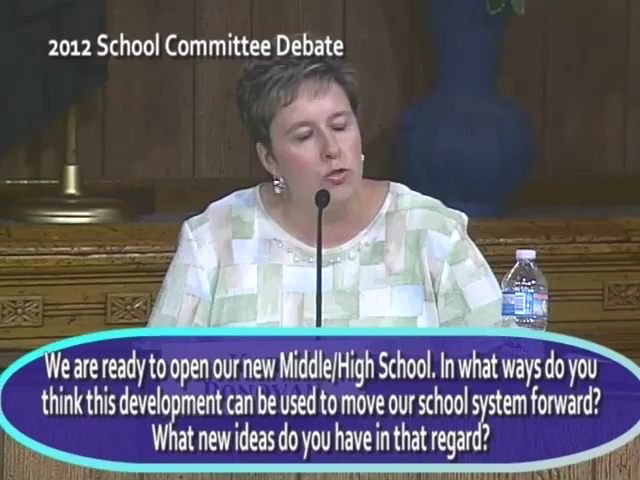 2012 School Committee Debate
We are ready to open our new Middle/High School. In what ways do you
think this development can be used to move our school system forward?
What new ideas do you have in that regard?